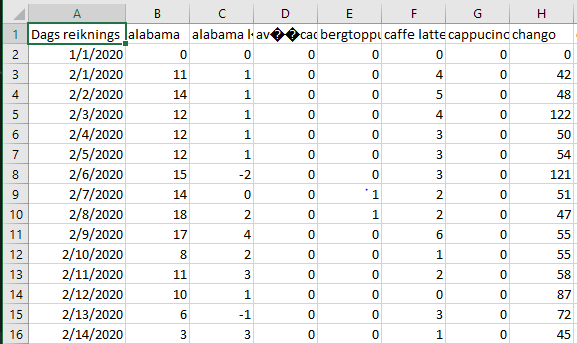 A B C D E F G H
1 Dags reiknings alabama alabama l av��cad bergtoppu caffe latte cappucino chango
2 1/1/2020 0 0 0 0 0 0 0
3 2/1/2020 11 1 0 0 4 0 42
4 2/2/2020 14 1 0 0 5 0 48
5 2/3/2020 12 1 0 0 4 0 122
6 2/4/2020 12 1 0 0 3 0 50
7 2/5/2020 12 1 0 0 3 0 54
8 2/6/2020 15 -2 0 0 3 0 121
9 2/7/2020 14 0 0 1 2 0 51
10 2/8/2020 18 2 0 1 2 0 47
11 2/9/2020 17 4 0 0 6 0 55
12 2/10/2020 8 2 0 0 1 0 55
13 2/11/2020 11 3 0 0 2 0 58
14 2/12/2020 10 1 0 0 0 0 87
15 2/13/2020 6 -1 0 0 3 0 72
16 2/14/2020 3 3 0 0 1 0 45